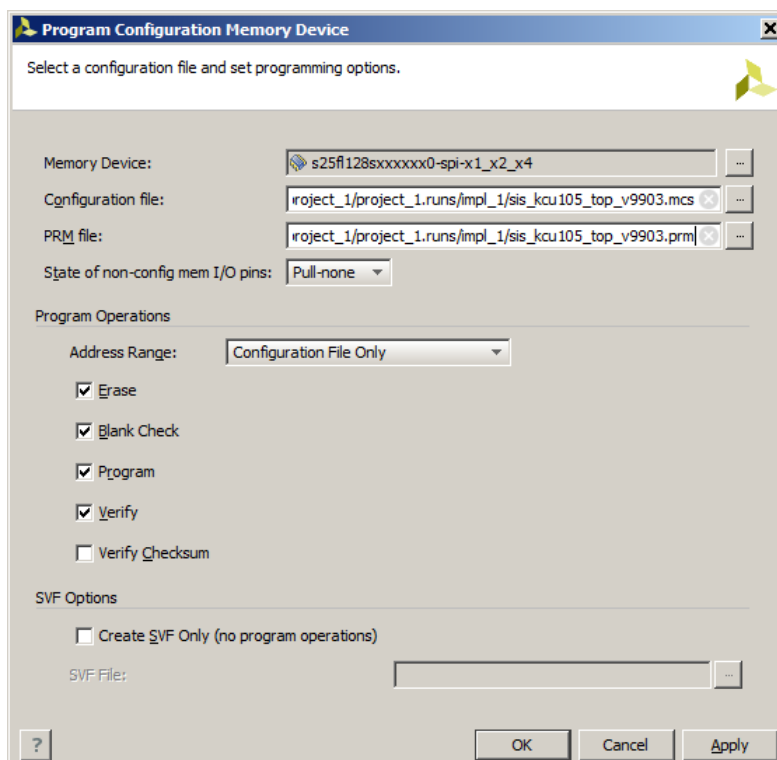 Program Configuration Memory Device
Select a configuration file and set programming options.
Memory Device: s25fl128sxxxxxx0-spi-x1_x2_x4 ...
Configuration file: roject_1/project_1.runs/impl_1/sis_kcu105_top_v9903.mcs ...
PRM file: roject_1/project_1.runs/impl_1/sis_kcu105_top_v9903.prm ...
State of non-config mem I/O pins: Pull-none
Program Operations
Address Range: Configuration File Only
Erase
Blank Check
Program
Verify
Verify Checksum
SVF Options
Create SVF Only (no program operations)
SVF File: ...
? OK Cancel Apply